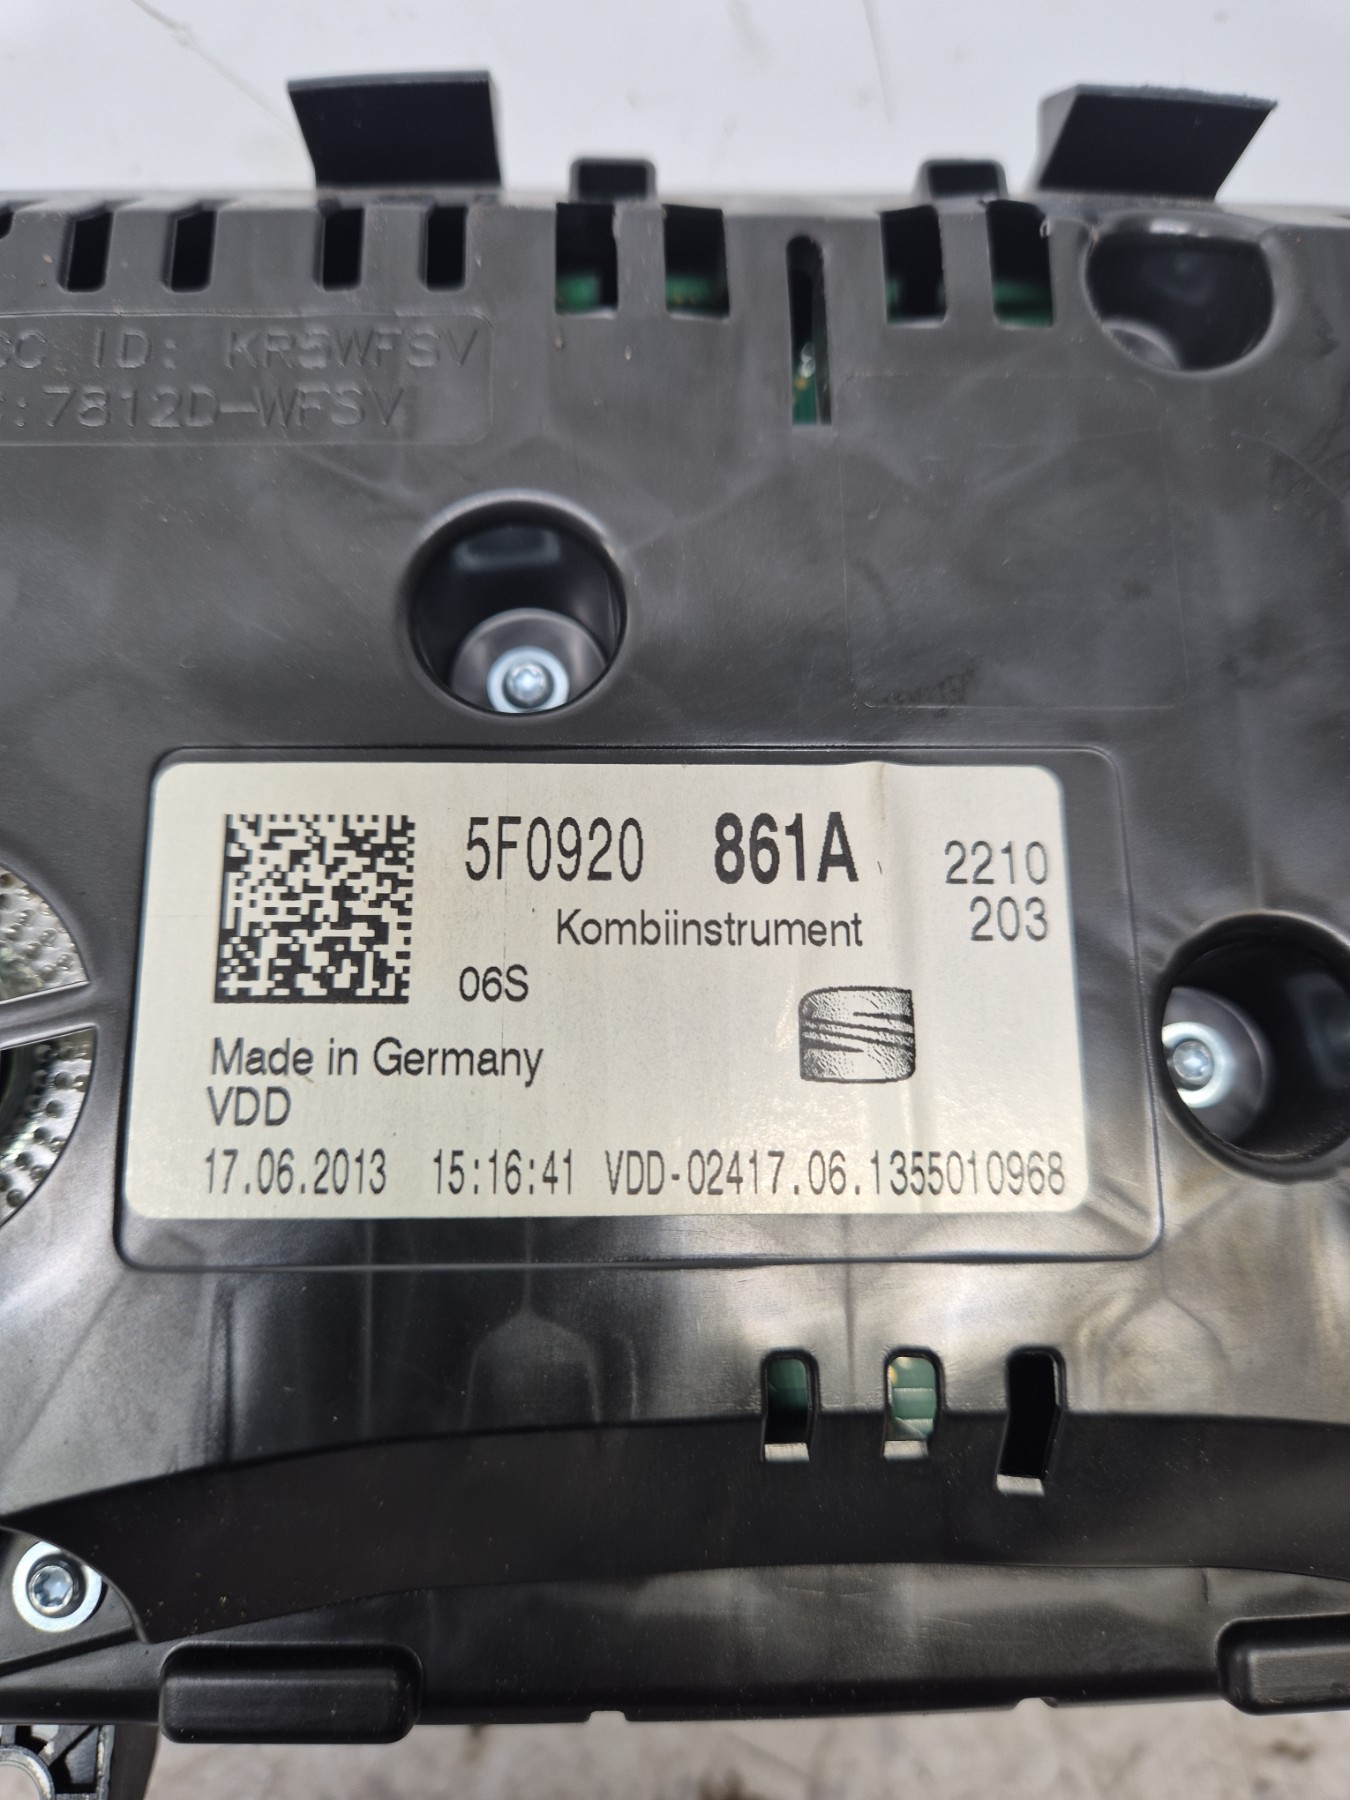 CC ID: KR5WFSV
:7812D-WFSV
5F0920 861A 2210
Kombiinstrument 203
06S
Made in Germany
VDD
17.06.2013 15:16:41 VDD-02417.06.1355010968